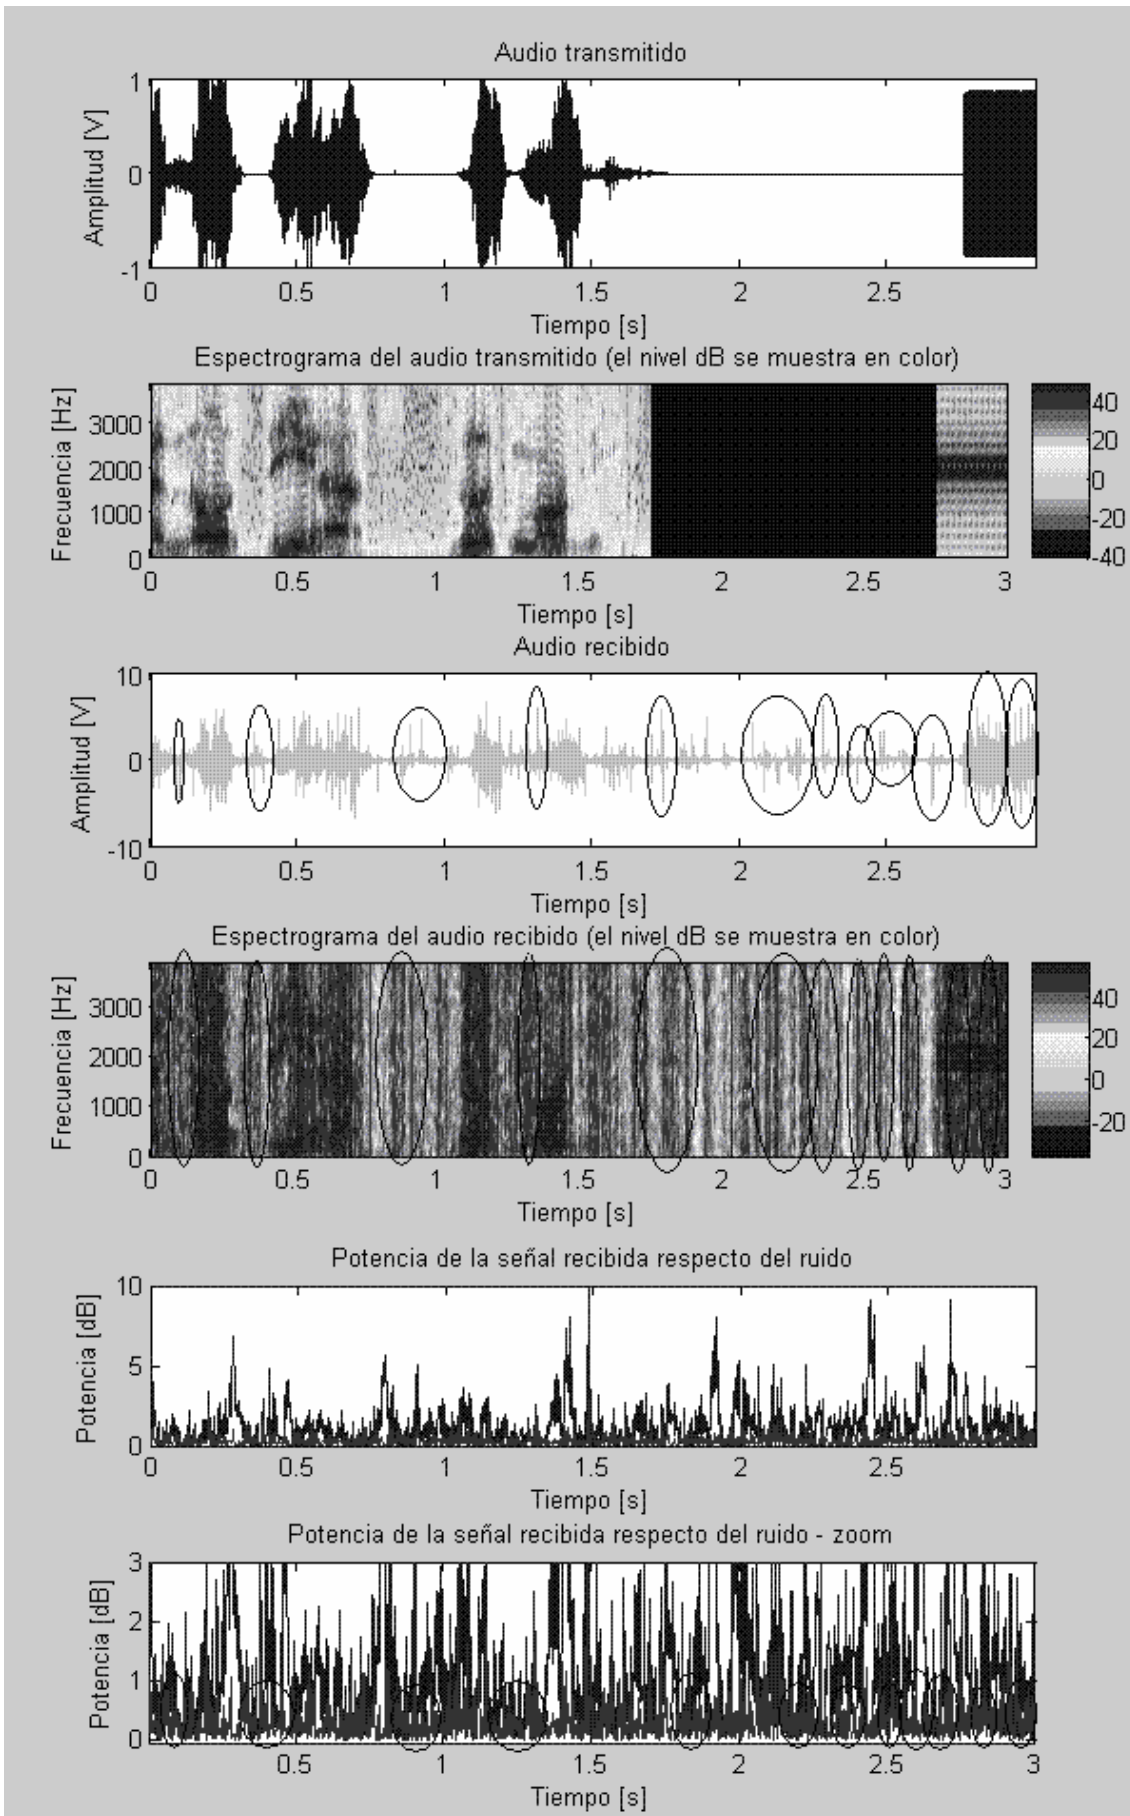 Audio transmitido
1
0
-1
Amplitud [V]
0 0.5 1 1.5 2 2.5
Tiempo [s]
Espectrograma del audio transmitido (el nivel dB se muestra en color)
3000
2000
1000
0
Frecuencia [Hz]
40
20
0
-20
-40
0 0.5 1 1.5 2 2.5 3
Tiempo [s]
Audio recibido
10
0
-10
Amplitud [V]
0 0.5 1 1.5 2 2.5
Tiempo [s]
Espectrograma del audio recibido (el nivel dB se muestra en color)
3000
2000
1000
0
Frecuencia [Hz]
40
20
0
-20
0 0.5 1 1.5 2 2.5 3
Tiempo [s]
Potencia de la señal recibida respecto del ruido
10
5
0
Potencia [dB]
0 0.5 1 1.5 2 2.5
Tiempo [s]
Potencia de la señal recibida respecto del ruido - zoom
3
2
1
0
Potencia [dB]
0.5 1 1.5 2 2.5 3
Tiempo [s]